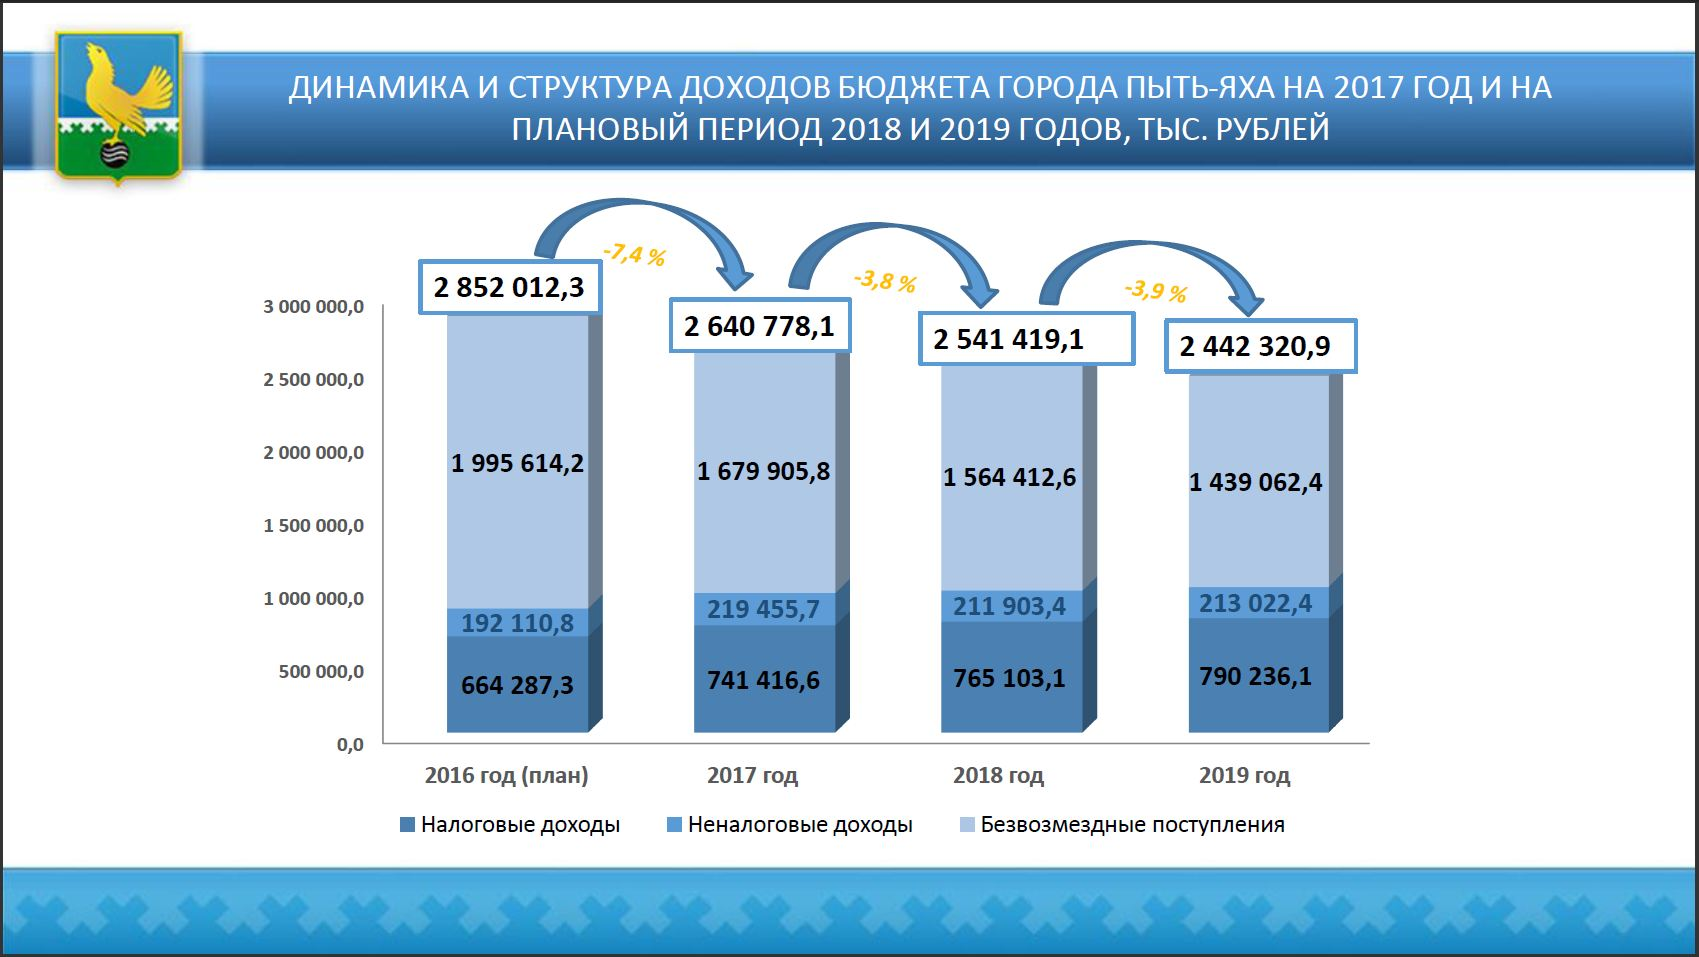 ДИНАМИКА И СТРУКТУРА ДОХОДОВ БЮДЖЕТА ГОРОДА ПЫТЬ-ЯХА НА 2017 ГОД И НА
ПЛАНОВЫЙ ПЕРИОД 2018 И 2019 ГОДОВ, ТЫС. РУБЛЕЙ
-7,4 %
-3,8 %
-3,9 %
2 852 012,3
2 640 778,1
2 541 419,1
2 442 320,9
3 000 000,0
2 500 000,0
2 000 000,0
1 500 000,0
1 000 000,0
500 000,0
0,0
1 995 614,2
1 679 905,8
1 564 412,6
1 439 062,4
192 110,8
219 455,7
211 903,4
213 022,4
664 287,3
741 416,6
765 103,1
790 236,1
2016 год (план)
2017 год
2018 год
2019 год
Налоговые доходы
Неналоговые доходы
Безвозмездные поступления